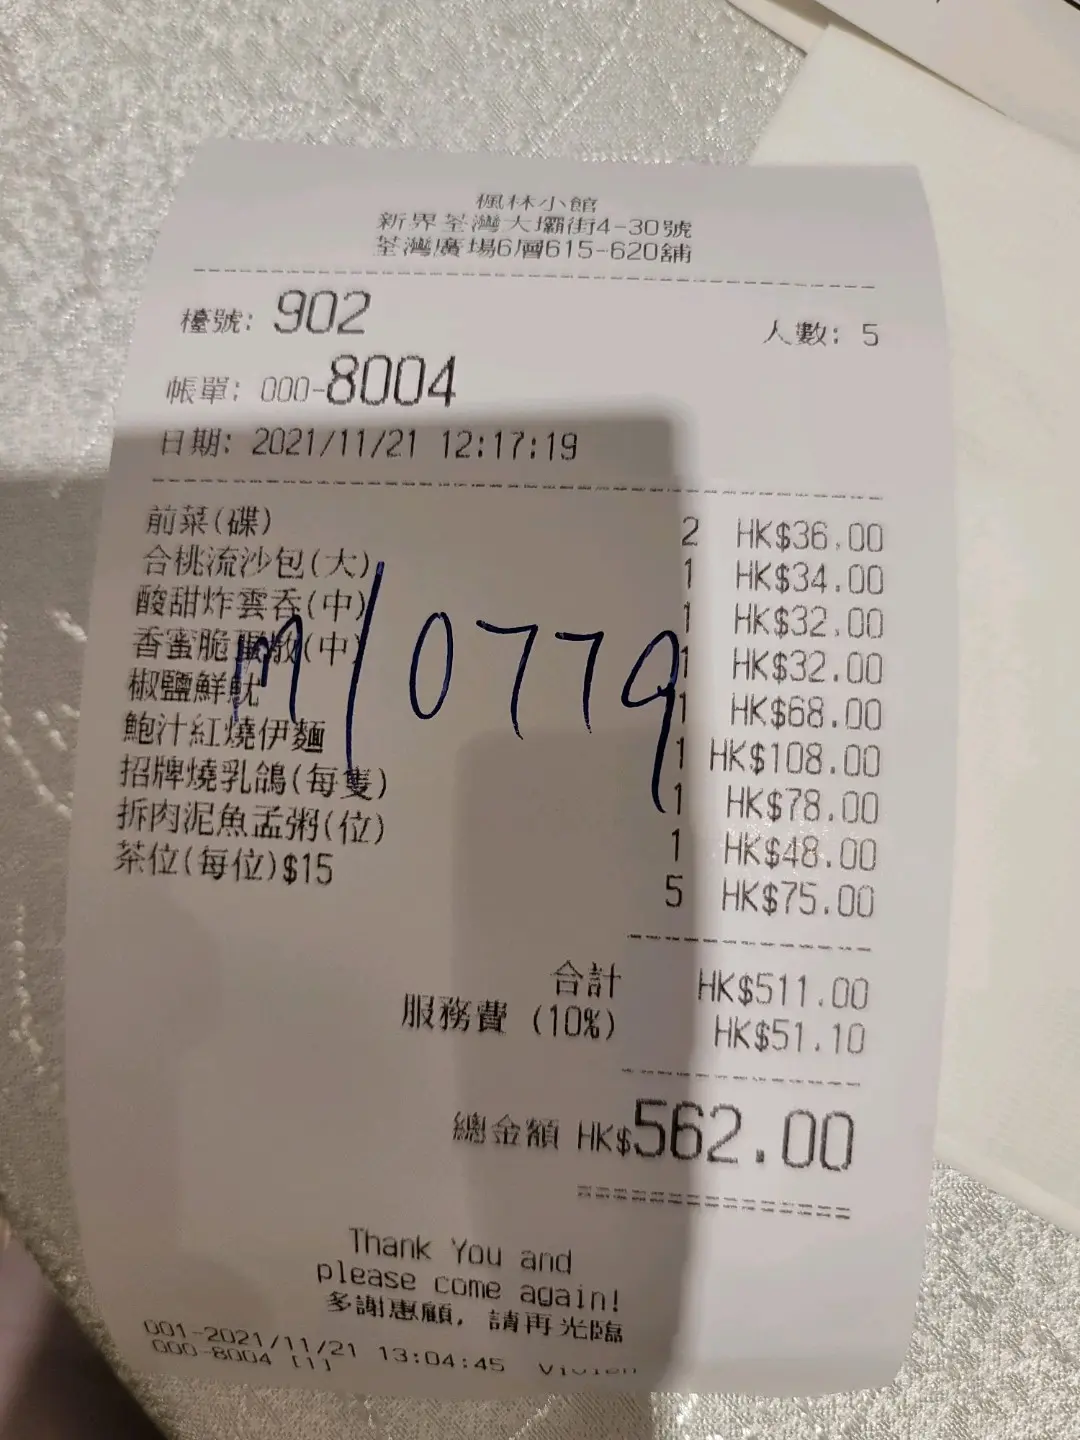 楓林小館
新界荃灣大壩街4-30號
荃灣廣場6層615-620舖
檯號: 902 人數: 5
帳單: 000-8004
日期: 2021/11/21 12:17:19
前菜(碟) 2 HK$36.00
合桃流沙包(大) 1 HK$34.00
酸甜炸雲吞(中) 1 HK$32.00
香蜜脆蛋散(中) 1 HK$32.00
椒鹽鮮魷 1 HK$68.00
鮑汁紅燒伊麵 1 HK$108.00
招牌燒乳鴿(每隻) 1 HK$78.00
拆肉泥魚孟粥(位) 1 HK$48.00
茶位(每位)$15 5 HK$75.00
m/0779
合計 HK$511.00
服務費 (10%) HK$51.10
總金額 HK$562.00
Thank You and
please come again!
多謝惠顧, 請再光臨
001-2021/11/21 13:04:45 Vivien
000-8004 [1]